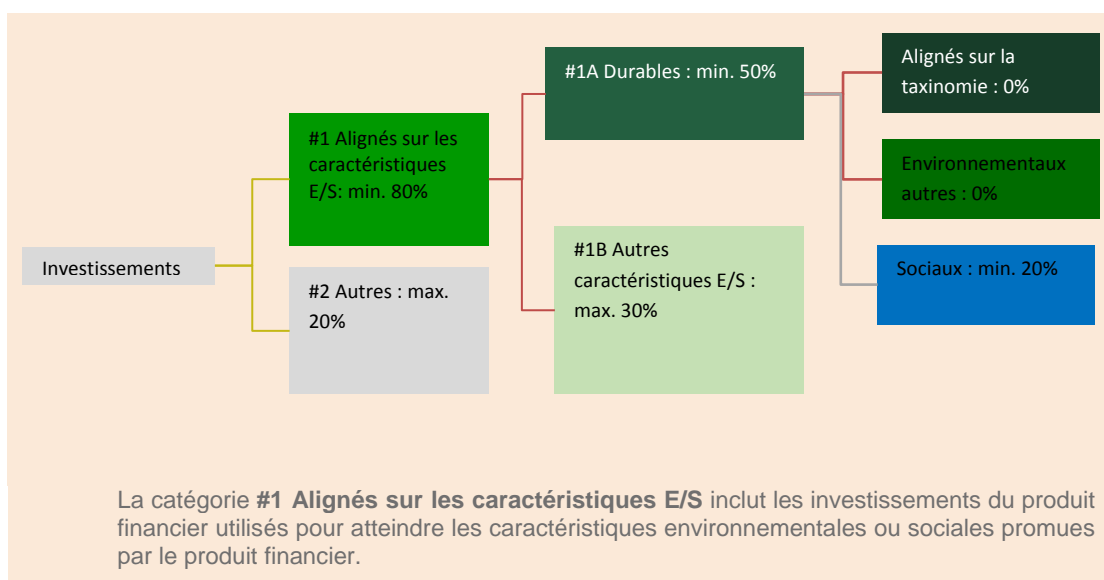 Investissements
#1 Alignés sur les
caractéristiques
E/S: min. 80%
#2 Autres : max.
20%
#1A Durables : min. 50%
#1B Autres
caractéristiques E/S :
max. 30%
Alignés sur la
taxinomie : 0%
Environnementaux
autres : 0%
Sociaux : min. 20%
La catégorie #1 Alignés sur les caractéristiques E/S inclut les investissements du produit
financier utilisés pour atteindre les caractéristiques environnementales ou sociales promues
par le produit financier.